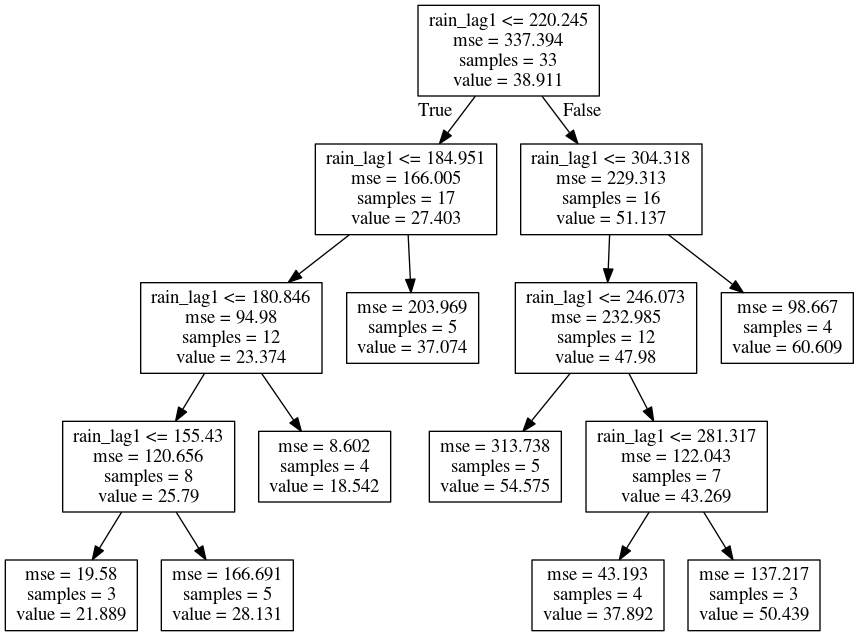 rain_lag1 <= 220.245
mse = 337.394
samples = 33
value = 38.911
True
False
rain_lag1 <= 184.951
mse = 166.005
samples = 17
value = 27.403
rain_lag1 <= 304.318
mse = 229.313
samples = 16
value = 51.137
rain_lag1 <= 180.846
mse = 94.98
samples = 12
value = 23.374
mse = 203.969
samples = 5
value = 37.074
rain_lag1 <= 246.073
mse = 232.985
samples = 12
value = 47.98
mse = 98.667
samples = 4
value = 60.609
rain_lag1 <= 155.43
mse = 120.656
samples = 8
value = 25.79
mse = 8.602
samples = 4
value = 18.542
mse = 313.738
samples = 5
value = 54.575
rain_lag1 <= 281.317
mse = 122.043
samples = 7
value = 43.269
mse = 19.58
samples = 3
value = 21.889
mse = 166.691
samples = 5
value = 28.131
mse = 43.193
samples = 4
value = 37.892
mse = 137.217
samples = 3
value = 50.439